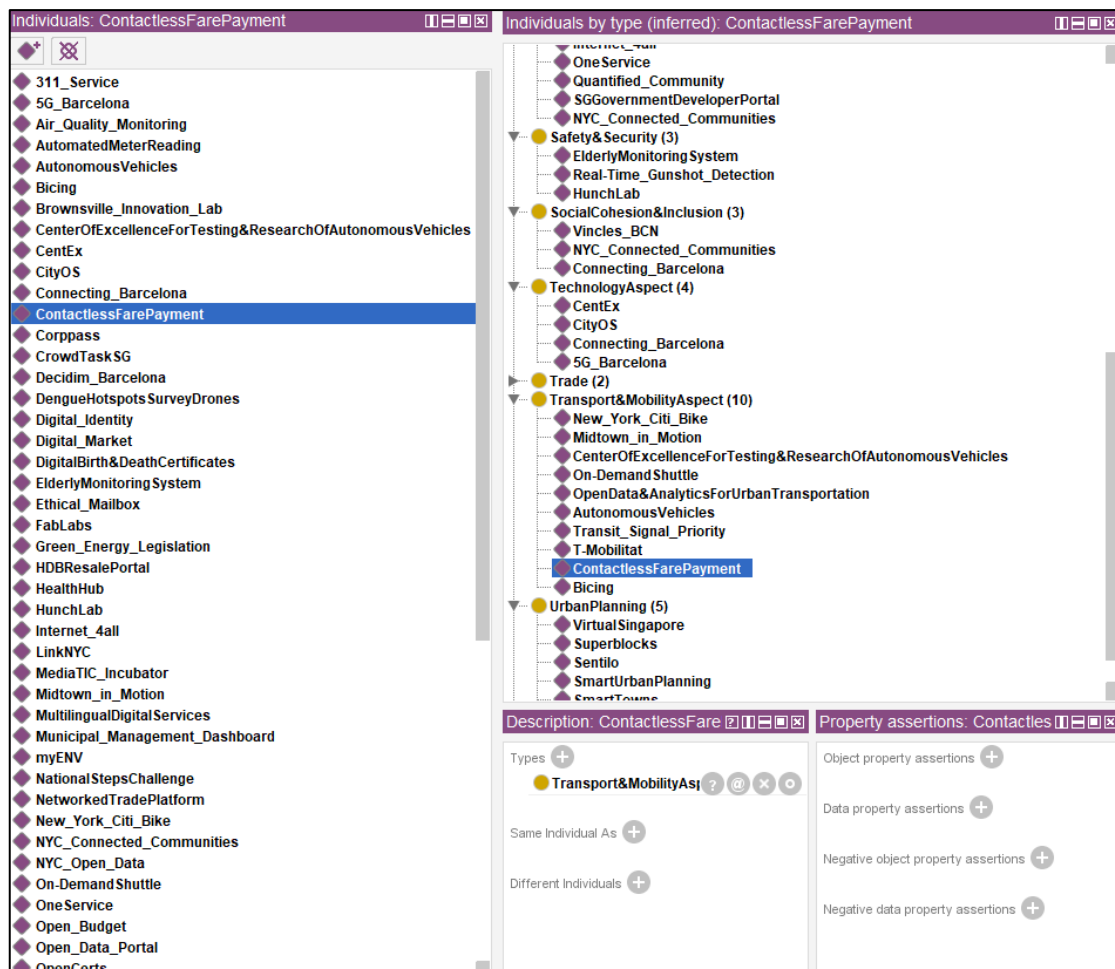 Individuals: ContactlessFarePayment
311_Service
5G_Barcelona
Air_Quality_Monitoring
AutomatedMeterReading
AutonomousVehicles
Bicing
Brownsville_Innovation_Lab
CenterOfExcellenceForTesting&ResearchOfAutonomousVehicles
CentEx
CityOS
Connecting_Barcelona
ContactlessFarePayment
Corppass
CrowdTaskSG
Decidim_Barcelona
DengueHotspotsSurveyDrones
Digital_Identity
Digital_Market
DigitalBirth&DeathCertificates
ElderlyMonitoringSystem
Ethical_Mailbox
FabLabs
Green_Energy_Legislation
HDBResalePortal
HealthHub
HunchLab
Internet_4all
LinkNYC
MediaTIC_Incubator
Midtown_in_Motion
MultilingualDigitalServices
Municipal_Management_Dashboard
myENV
NationalStepsChallenge
NetworkedTradePlatform
New_York_Citi_Bike
NYC_Connected_Communities
NYC_Open_Data
On-DemandShuttle
OneService
Open_Budget
Open_Data_Portal
OpenCerts
Individuals by type (inferred): ContactlessFarePayment
Internet_4all
OneService
Quantified_Community
SGGovernmentDeveloperPortal
NYC_Connected_Communities
Safety&Security (3)
ElderlyMonitoringSystem
Real-Time_Gunshot_Detection
HunchLab
SocialCohesion&Inclusion (3)
Vincles_BCN
NYC_Connected_Communities
Connecting_Barcelona
TechnologyAspect (4)
CentEx
CityOS
Connecting_Barcelona
5G_Barcelona
Trade (2)
Transport&MobilityAspect (10)
New_York_Citi_Bike
Midtown_in_Motion
CenterOfExcellenceForTesting&ResearchOfAutonomousVehicles
On-DemandShuttle
OpenData&AnalyticsForUrbanTransportation
AutonomousVehicles
Transit_Signal_Priority
T-Mobilitat
ContactlessFarePayment
Bicing
UrbanPlanning (5)
VirtualSingapore
Superblocks
Sentilo
SmartUrbanPlanning
SmartTowns
Description: ContactlessFare
Types
Transport&MobilityAsp
Same Individual As
Different Individuals
Property assertions: Contactles
Object property assertions
Data property assertions
Negative object property assertions
Negative data property assertions